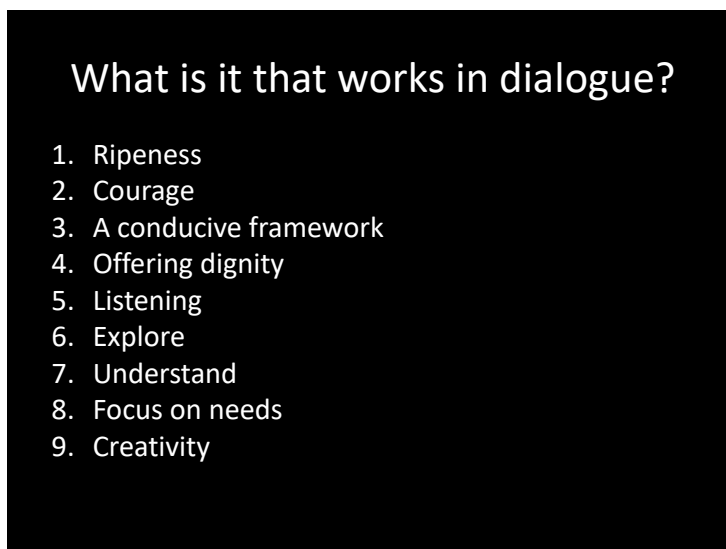 What is it that works in dialogue?
1. Ripeness
2. Courage
3. A conducive framework
4. Offering dignity
5. Listening
6. Explore
7. Understand
8. Focus on needs
9. Creativity